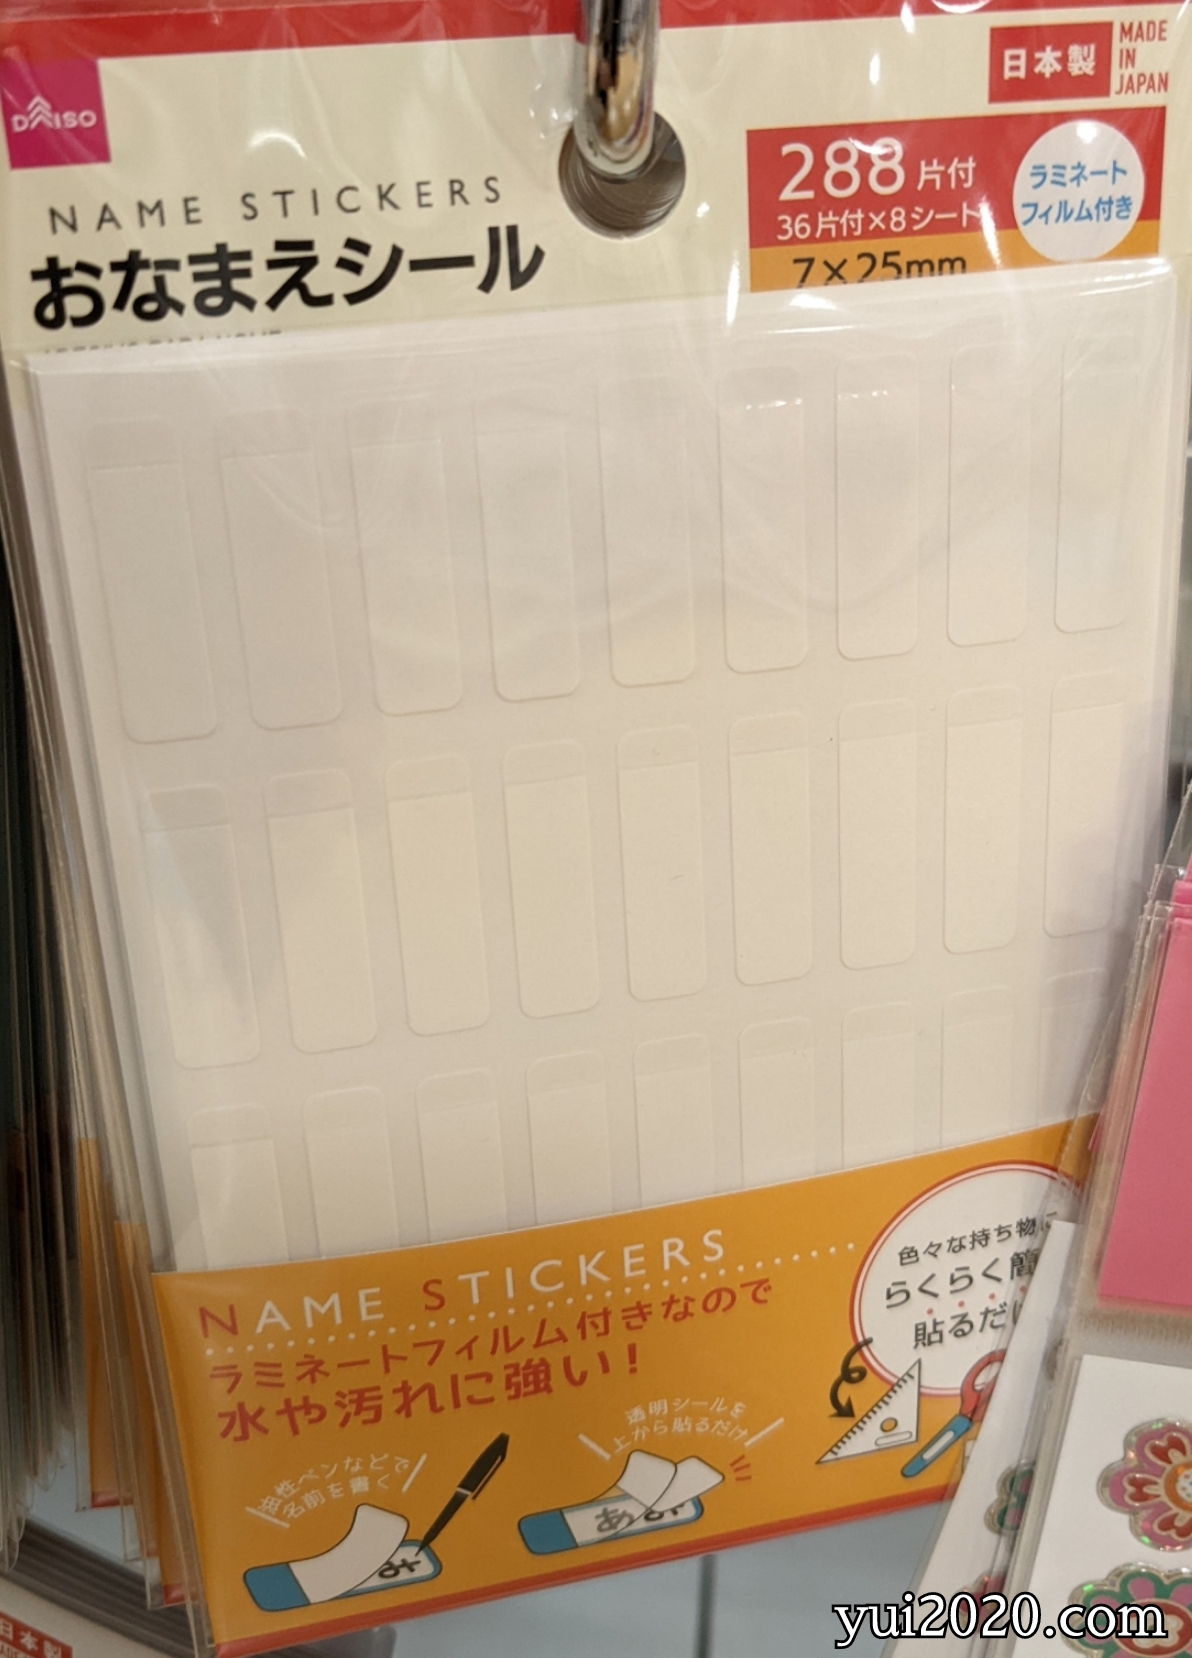 DAISO
日本製
MADE
IN
JAPAN
NAME STICKERS
おなまえシール
288片付
36片付×8シート
7×25mm
ラミネート
フィルム付き
NAME STICKERS
ラミネートフィルム付きなので
水や汚れに強い!
色々な持ち物に
らくらく簡
貼るだけ
油性ペンなどで
名前を書く
透明シールを
上から貼るだけ
日本製
yui2020.com